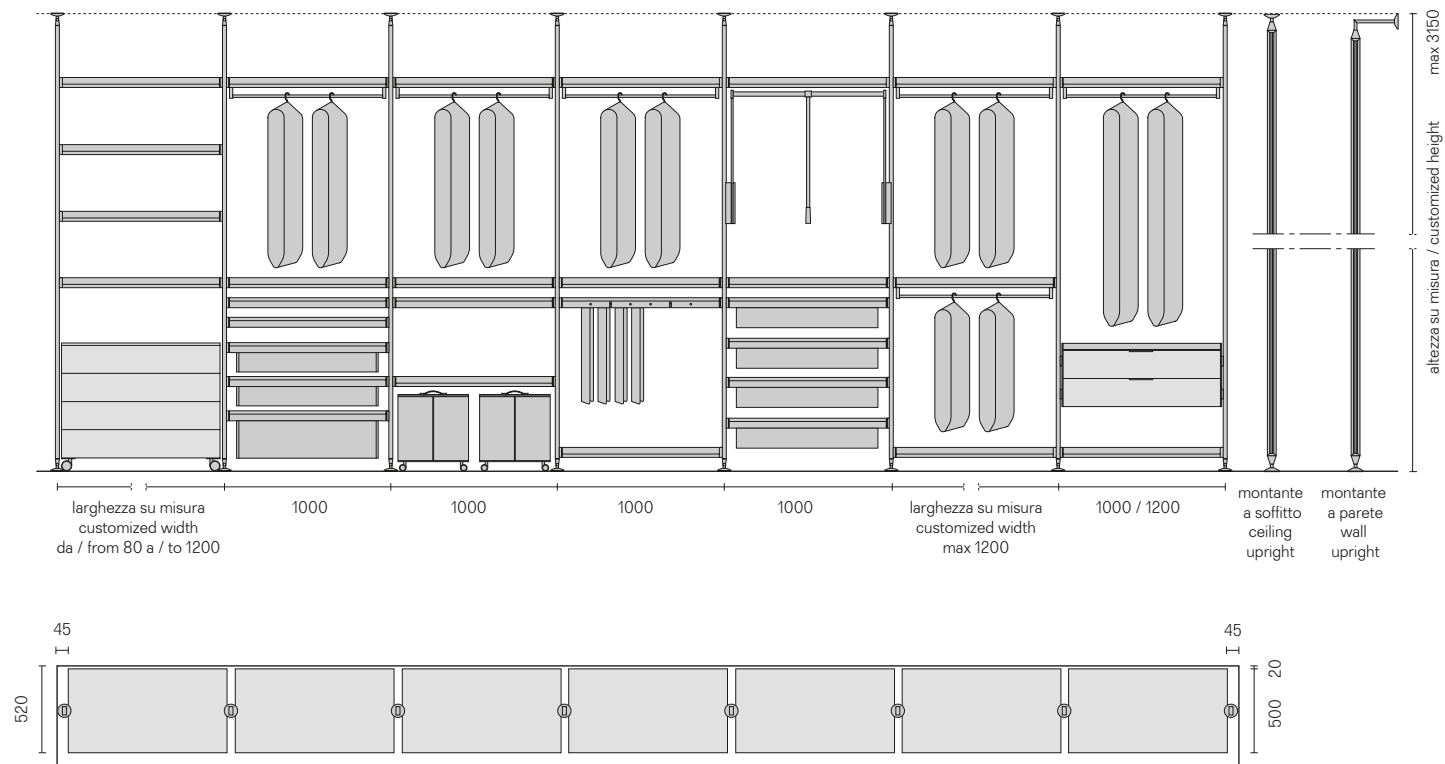 max 3150
altezza su misura / customized height
larghezza su misura
customized width
da / from 80 a / to 1200
1000
1000
1000
1000
larghezza su misura
customized width
max 1200
1000 / 1200
montante
a soffitto
ceiling
upright
montante
a parete
wall
upright
45
45
520
20
500